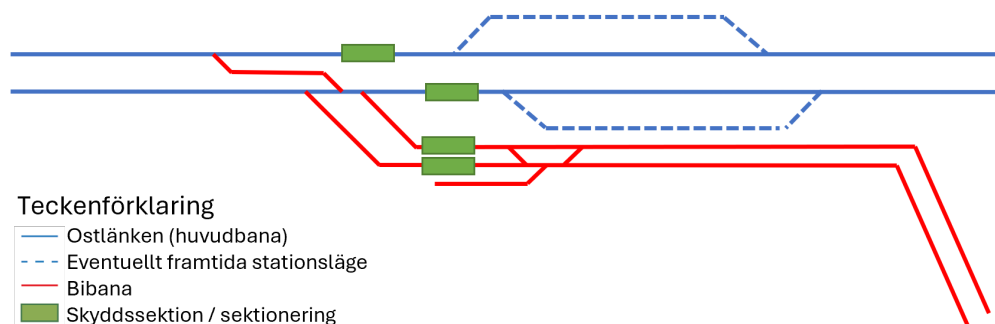 Teckenförklaring
Ostlänken (huvudbana)
Eventuellt framtida stationsläge
Bibana
Skyddssektion / sektionering